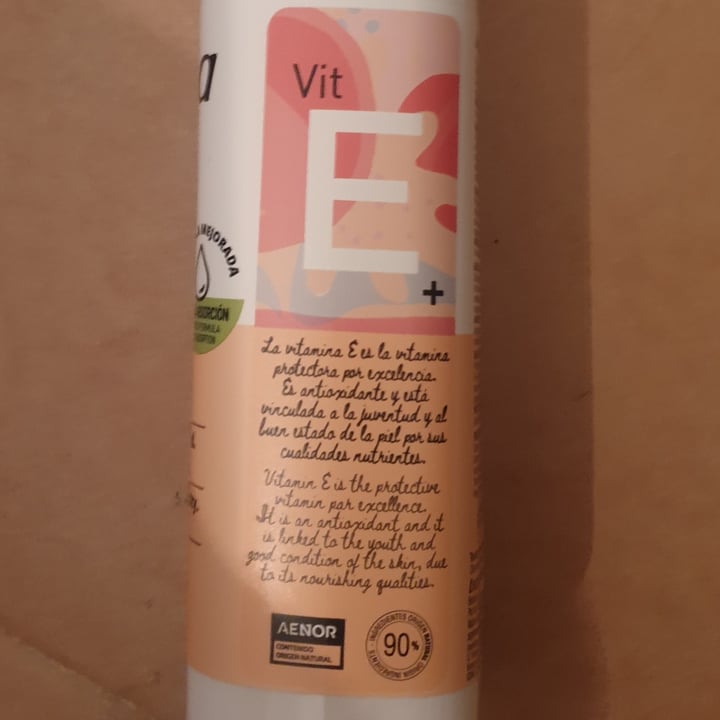 a
Vit
E
+
MEJORADA
FORMULA
La vitamina E es la vitamina
protectora por excelencia.
Es antioxidante y está
vinculada a la juventud y al
buen estado de la piel por sus
cualidades nutrientes.
Vitamin E is the protective
vitamin par excellence.
It is an antioxidant and it
is linked to the youth and
good condition of the skin, due
to its nourishing qualities.
AENOR
CONTENIDO
ORIGEN NATURAL
INGREDIENTES ORIGEN NATURAL
90%